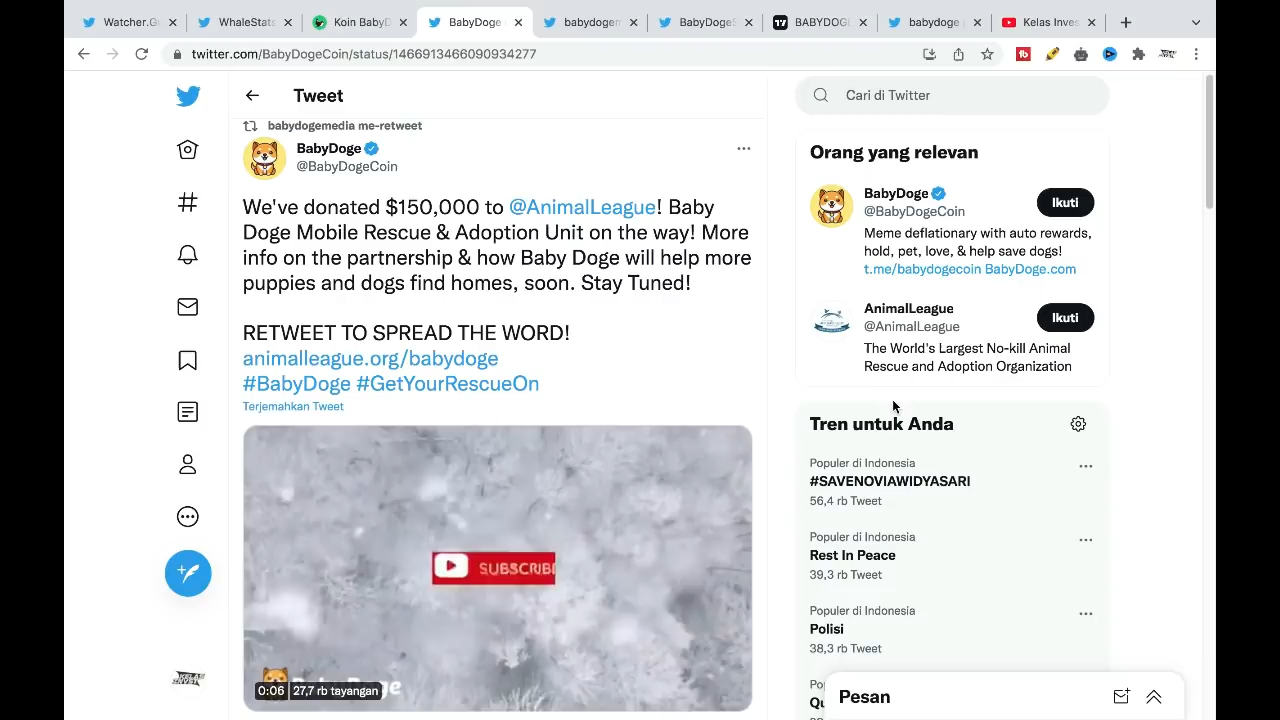 Watcher.G
WhaleStats
Koin BabyD
BabyDoge
babydogem
BabyDogeS
BABYDOGE
babydoge
Kelas Inves
twitter.com/BabyDogeCoin/status/1466913466090934277
Tweet
babydogemedia me-retweet
BabyDoge
@BabyDogeCoin
We've donated $150,000 to @AnimalLeague! Baby
Doge Mobile Rescue & Adoption Unit on the way! More
info on the partnership & how Baby Doge will help more
puppies and dogs find homes, soon. Stay Tuned!
RETWEET TO SPREAD THE WORD!
animalleague.org/babydoge
#BabyDoge #GetYourRescueOn
Terjemahkan Tweet
SUBSCRIBE
0:06 27,7 rb tayangan
Cari di Twitter
Orang yang relevan
BabyDoge
@BabyDogeCoin
Ikuti
Meme deflationary with auto rewards,
hold, pet, love, & help save dogs!
t.me/babydogecoin BabyDoge.com
AnimalLeague
@AnimalLeague
Ikuti
The World's Largest No-kill Animal
Rescue and Adoption Organization
Tren untuk Anda
Populer di Indonesia
#SAVENOVIAWIDYASARI
56,4 rb Tweet
Populer di Indonesia
Rest In Peace
39,3 rb Tweet
Populer di Indonesia
Polisi
38,3 rb Tweet
Pesan